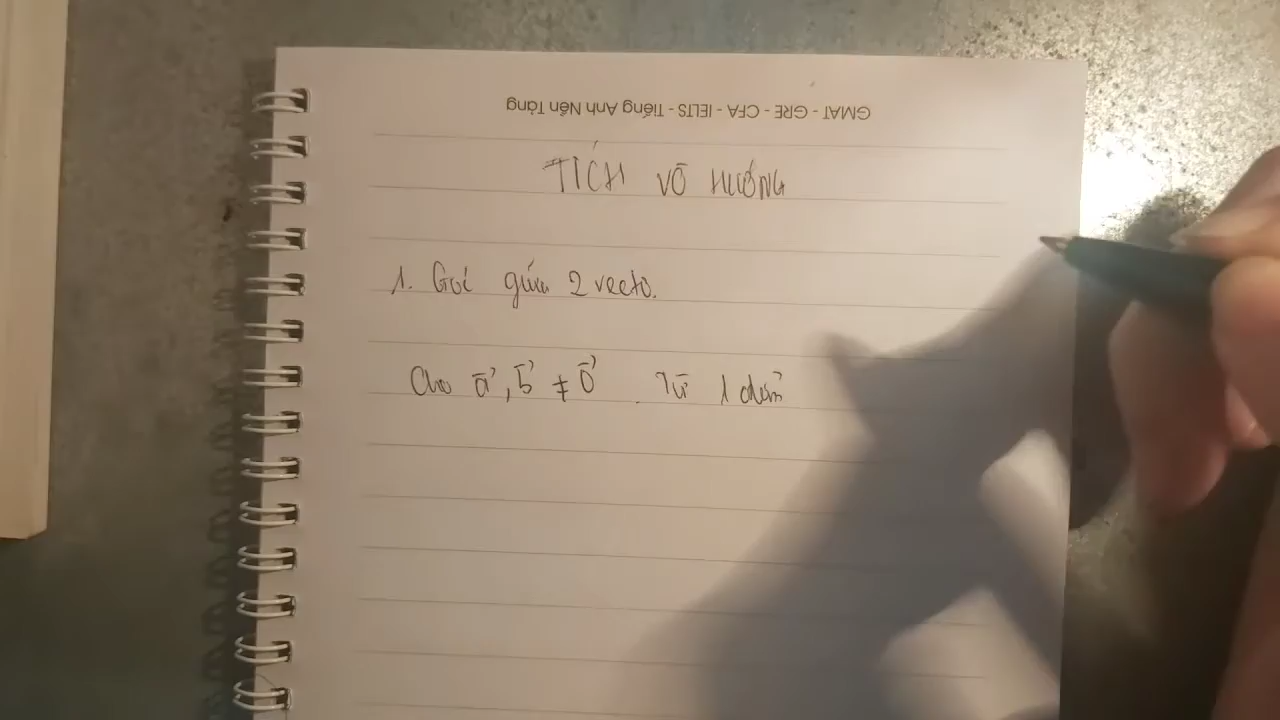 GMAT - GRE - CFA - IELTS - Tiếng Anh Nền Tảng
TÍCH VÔ HƯỚNG
1. Góc giữa 2 vectơ.
Cho a⃗, b⃗ ≠ 0⃗. Từ 1 điểm